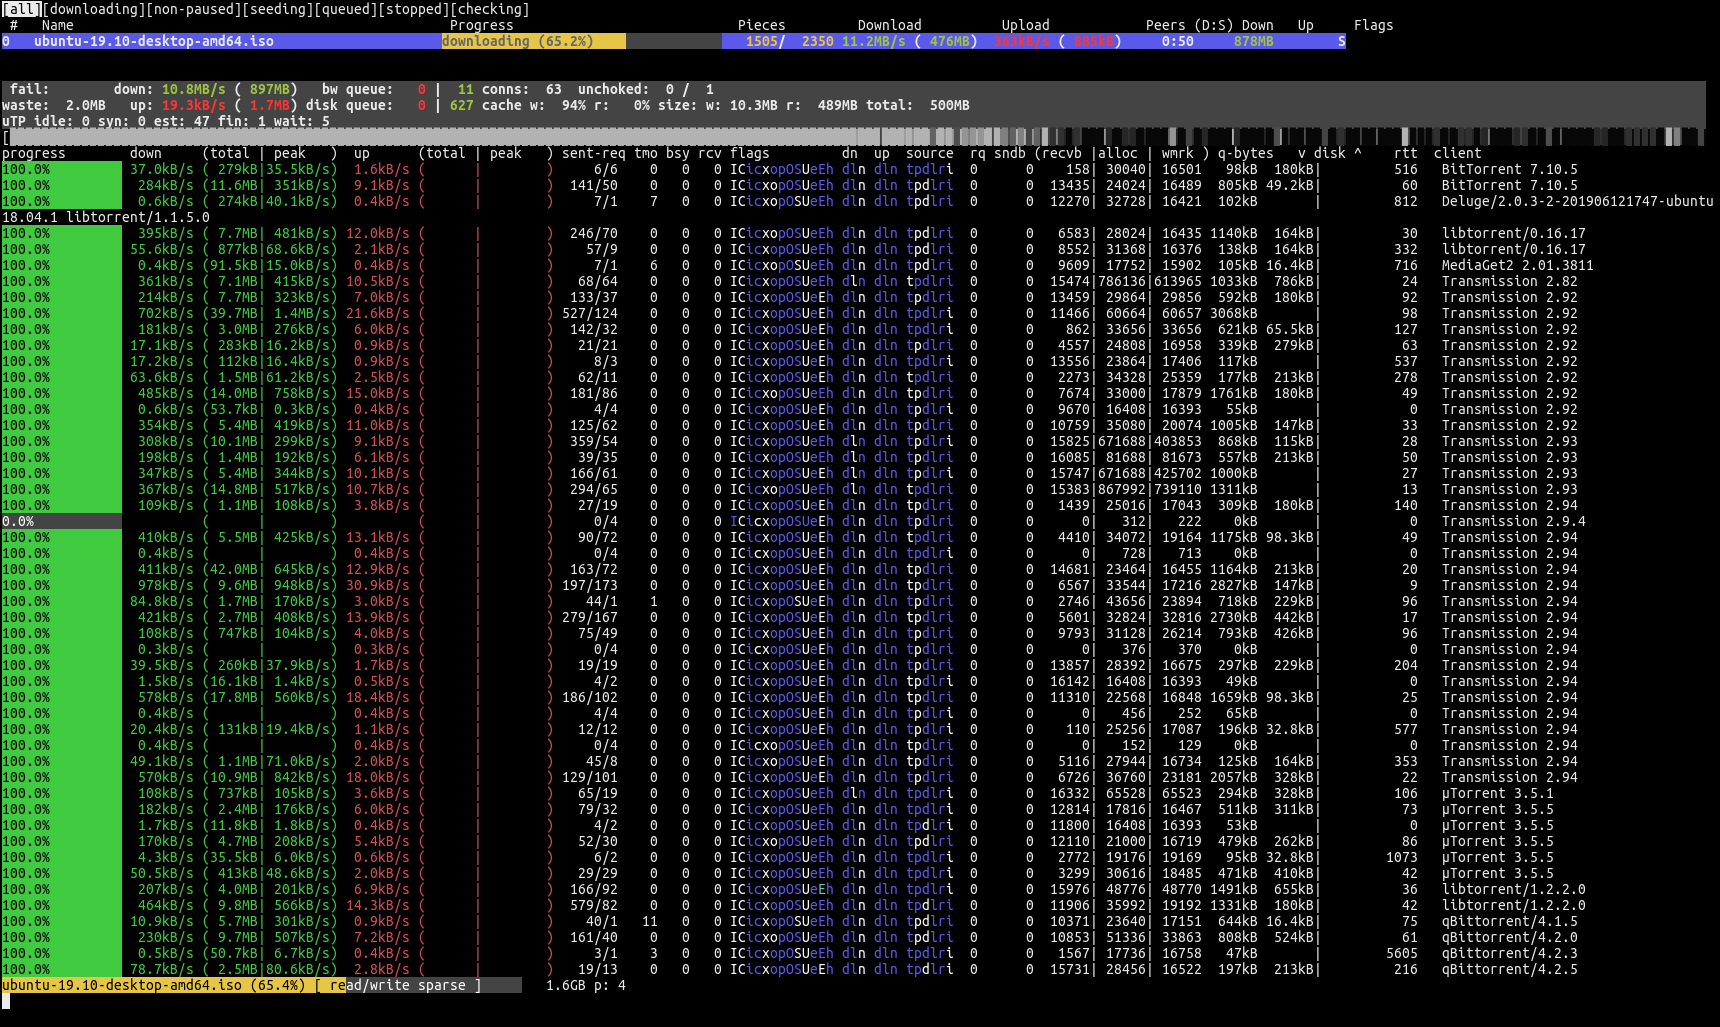 [all][downloading][non-paused][seeding][queued][stopped][checking]
 #   Name                                               Progress                            Pieces         Download          Upload            Peers (D:S) Down   Up     Flags
0   ubuntu-19.10-desktop-amd64.iso                     downloading (65.2%)                   1505/  2350 11.2MB/s ( 476MB)  363kB/s ( 885kB)     0:50     878MB        S
 fail:        down: 10.8MB/s ( 897MB)   bw queue:   0 |  11 conns:  63  unchoked:  0 /  1
waste:  2.0MB   up: 19.3kB/s ( 1.7MB) disk queue:   0 | 627 cache w:  94% r:   0% size: w: 10.3MB r:  489MB total:  500MB
uTP idle: 0 syn: 0 est: 47 fin: 1 wait: 5
[
progress        down     (total | peak   )  up      (total | peak   ) sent-req tmo bsy rcv flags         dn  up  source  rq sndb (recvb |alloc | wmrk ) q-bytes   v disk ^    rtt  client
100.0%          37.0kB/s ( 279kB|35.5kB/s)  1.6kB/s (      |        )     6/6    0   0   0 ICicxopOSUeEh dln dln tpdlri  0      0    158| 30040| 16501   98kB  180kB|         516   BitTorrent 7.10.5
100.0%           284kB/s (11.6MB| 351kB/s)  9.1kB/s (      |        )  141/50    0   0   0 ICicxopOSUeEh dln dln tpdlri  0      0  13435| 24024| 16489  805kB 49.2kB|          60   BitTorrent 7.10.5
100.0%           0.6kB/s ( 274kB|40.1kB/s)  0.4kB/s (      |        )     7/1    7   0   0 ICicxopOSUeEh dln dln tpdlri  0      0  12270| 32728| 16421  102kB       |         812   Deluge/2.0.3-2-201906121747-ubuntu
18.04.1 libtorrent/1.1.5.0
100.0%           395kB/s ( 7.7MB| 481kB/s) 12.0kB/s (      |        )  246/70    0   0   0 ICicxopOSUeEh dln dln tpdlri  0      0   6583| 28024| 16435 1140kB  164kB|          30   libtorrent/0.16.17
100.0%          55.6kB/s ( 877kB|68.6kB/s)  2.1kB/s (      |        )    57/9    0   0   0 ICicxopOSUeEh dln dln tpdlri  0      0   8552| 31368| 16376  138kB  164kB|         332   libtorrent/0.16.17
100.0%           0.4kB/s (91.5kB|15.0kB/s)  0.4kB/s (      |        )     7/1    6   0   0 ICicxopOSUeEh dln dln tpdlri  0      0   9609| 17752| 15902  105kB 16.4kB|         716   MediaGet2 2.01.3811
100.0%           361kB/s ( 7.1MB| 415kB/s) 10.5kB/s (      |        )   68/64    0   0   0 ICicxopOSUeEh dln dln tpdlri  0      0  15474|786136|613965 1033kB  786kB|          24   Transmission 2.82
100.0%           214kB/s ( 7.7MB| 323kB/s)  7.0kB/s (      |        )  133/37    0   0   0 ICicxopOSUeEh dln dln tpdlri  0      0  13459| 29864| 29856  592kB  180kB|          92   Transmission 2.92
100.0%           702kB/s (39.7MB| 1.4MB/s) 21.6kB/s (      |        ) 527/124    0   0   0 ICicxopOSUeEh dln dln tpdlri  0      0  11466| 60664| 60657 3068kB       |          98   Transmission 2.92
100.0%           181kB/s ( 3.0MB| 276kB/s)  6.0kB/s (      |        )  142/32    0   0   0 ICicxopOSUeEh dln dln tpdlri  0      0    862| 33656| 33656  621kB 65.5kB|         127   Transmission 2.92
100.0%          17.1kB/s ( 283kB|16.2kB/s)  0.9kB/s (      |        )   21/21    0   0   0 ICicxopOSUeEh dln dln tpdlri  0      0   4557| 24808| 16958  339kB  279kB|          63   Transmission 2.92
100.0%          17.2kB/s ( 112kB|16.4kB/s)  0.9kB/s (      |        )     8/3    0   0   0 ICicxopOSUeEh dln dln tpdlri  0      0  13556| 23864| 17406  117kB       |         537   Transmission 2.92
100.0%          63.6kB/s ( 1.5MB|61.2kB/s)  2.5kB/s (      |        )   62/11    0   0   0 ICicxopOSUeEh dln dln tpdlri  0      0   2273| 34328| 25359  177kB  213kB|         278   Transmission 2.92
100.0%           485kB/s (14.0MB| 758kB/s) 15.0kB/s (      |        )  181/86    0   0   0 ICicxopOSUeEh dln dln tpdlri  0      0   7674| 33000| 17879 1761kB  180kB|          49   Transmission 2.92
100.0%           0.6kB/s (53.7kB| 0.3kB/s)  0.4kB/s (      |        )     4/4    0   0   0 ICicxopOSUeEh dln dln tpdlri  0      0   9670| 16408| 16393   55kB       |           0   Transmission 2.92
100.0%           354kB/s ( 5.4MB| 419kB/s) 11.0kB/s (      |        )  125/62    0   0   0 ICicxopOSUeEh dln dln tpdlri  0      0  10759| 35080| 20074 1005kB  147kB|          33   Transmission 2.92
100.0%           308kB/s (10.1MB| 299kB/s)  9.1kB/s (      |        )  359/54    0   0   0 ICicxopOSUeEh dln dln tpdlri  0      0  15825|671688|403853  868kB  115kB|          28   Transmission 2.93
100.0%           198kB/s ( 1.4MB| 192kB/s)  6.1kB/s (      |        )   39/35    0   0   0 ICicxopOSUeEh dln dln tpdlri  0      0  16085| 81688| 81673  557kB  213kB|          50   Transmission 2.93
100.0%           347kB/s ( 5.4MB| 344kB/s) 10.1kB/s (      |        )  166/61    0   0   0 ICicxopOSUeEh dln dln tpdlri  0      0  15747|671688|425702 1000kB       |          27   Transmission 2.93
100.0%           367kB/s (14.8MB| 517kB/s) 10.7kB/s (      |        )  294/65    0   0   0 ICicxopOSUeEh dln dln tpdlri  0      0  15383|867992|739110 1311kB       |          13   Transmission 2.93
100.0%           109kB/s ( 1.1MB| 108kB/s)  3.8kB/s (      |        )   27/19    0   0   0 ICicxopOSUeEh dln dln tpdlri  0      0   1439| 25016| 17043  309kB  180kB|         140   Transmission 2.93
0.0%                     (      |        )          (      |        )     0/4    0   0   0 ICicxopOSUeEh dln dln tpdlri  0      0      0|   312|   222    0kB       |           0   Transmission 2.9.4
100.0%           410kB/s ( 5.5MB| 425kB/s) 13.1kB/s (      |        )   90/72    0   0   0 ICicxopOSUeEh dln dln tpdlri  0      0   4410| 34072| 19164 1175kB 98.3kB|          49   Transmission 2.94
100.0%           0.4kB/s (      |        )  0.4kB/s (      |        )     0/4    0   0   0 ICicxopOSUeEh dln dln tpdlri  0      0      0|   728|   713    0kB       |           0   Transmission 2.94
100.0%           411kB/s (42.0MB| 645kB/s) 12.9kB/s (      |        )  163/72    0   0   0 ICicxopOSUeEh dln dln tpdlri  0      0  14681| 23464| 16455 1164kB  213kB|          20   Transmission 2.94
100.0%           978kB/s ( 9.6MB| 948kB/s) 30.9kB/s (      |        ) 197/173    0   0   0 ICicxopOSUeEh dln dln tpdlri  0      0   6567| 33544| 17216 2827kB  147kB|           9   Transmission 2.94
100.0%          84.8kB/s ( 1.7MB| 170kB/s)  3.0kB/s (      |        )    44/1    1   0   0 ICicxopOSUeEh dln dln tpdlri  0      0   2746| 43656| 23894  718kB  229kB|          96   Transmission 2.94
100.0%           421kB/s ( 2.7MB| 408kB/s) 13.9kB/s (      |        ) 279/167    0   0   0 ICicxopOSUeEh dln dln tpdlri  0      0   5601| 32824| 32816 2730kB  442kB|          17   Transmission 2.94
100.0%           108kB/s ( 747kB| 104kB/s)  4.0kB/s (      |        )   75/49    0   0   0 ICicxopOSUeEh dln dln tpdlri  0      0   9793| 31128| 26214  793kB  426kB|          96   Transmission 2.94
100.0%           0.3kB/s (      |        )  0.3kB/s (      |        )     0/4    0   0   0 ICicxopOSUeEh dln dln tpdlri  0      0      0|   376|   370    0kB       |           0   Transmission 2.94
100.0%          39.5kB/s ( 260kB|37.9kB/s)  1.7kB/s (      |        )   19/19    0   0   0 ICicxopOSUeEh dln dln tpdlri  0      0  13857| 28392| 16675  297kB  229kB|         204   Transmission 2.94
100.0%           1.5kB/s (16.1kB| 1.4kB/s)  0.5kB/s (      |        )     4/2    0   0   0 ICicxopOSUeEh dln dln tpdlri  0      0  16142| 16408| 16393   49kB       |           0   Transmission 2.94
100.0%           578kB/s (17.8MB| 560kB/s) 18.4kB/s (      |        ) 186/102    0   0   0 ICicxopOSUeEh dln dln tpdlri  0      0  11310| 22568| 16848 1659kB 98.3kB|          25   Transmission 2.94
100.0%           0.4kB/s (      |        )  0.4kB/s (      |        )     4/4    0   0   0 ICicxopOSUeEh dln dln tpdlri  0      0      0|   456|   252   65kB       |           0   Transmission 2.94
100.0%          20.4kB/s ( 131kB|19.4kB/s)  1.1kB/s (      |        )   12/12    0   0   0 ICicxopOSUeEh dln dln tpdlri  0      0    110| 25256| 17087  196kB 32.8kB|         577   Transmission 2.94
100.0%           0.4kB/s (      |        )  0.4kB/s (      |        )     0/4    0   0   0 ICicxopOSUeEh dln dln tpdlri  0      0      0|   152|   129    0kB       |           0   Transmission 2.94
100.0%          49.1kB/s ( 1.1MB|71.0kB/s)  2.0kB/s (      |        )    45/8    0   0   0 ICicxopOSUeEh dln dln tpdlri  0      0   5116| 27944| 16734  125kB  164kB|         353   Transmission 2.94
100.0%           570kB/s (10.9MB| 842kB/s) 18.0kB/s (      |        ) 129/101    0   0   0 ICicxopOSUeEh dln dln tpdlri  0      0   6726| 36760| 23181 2057kB  328kB|          22   Transmission 2.94
100.0%           108kB/s ( 737kB| 105kB/s)  3.6kB/s (      |        )   65/19    0   0   0 ICicxopOSUeEh dln dln tpdlri  0      0  16332| 65528| 65523  294kB  328kB|         106   µTorrent 3.5.1
100.0%           182kB/s ( 2.4MB| 176kB/s)  6.0kB/s (      |        )   79/32    0   0   0 ICicxopOSUeEh dln dln tpdlri  0      0  12814| 17816| 16467  511kB  311kB|          73   µTorrent 3.5.5
100.0%           1.7kB/s (11.8kB| 1.8kB/s)  0.4kB/s (      |        )     4/2    0   0   0 ICicxopOSUeEh dln dln tpdlri  0      0  11800| 16408| 16393   53kB       |           0   µTorrent 3.5.5
100.0%           170kB/s ( 4.7MB| 208kB/s)  5.4kB/s (      |        )   52/30    0   0   0 ICicxopOSUeEh dln dln tpdlri  0      0  12110| 21000| 16719  479kB  262kB|          86   µTorrent 3.5.5
100.0%           4.3kB/s (35.5kB| 6.0kB/s)  0.6kB/s (      |        )     6/2    0   0   0 ICicxopOSUeEh dln dln tpdlri  0      0   2772| 19176| 19169   95kB 32.8kB|        1073   µTorrent 3.5.5
100.0%          50.5kB/s ( 413kB|48.6kB/s)  2.0kB/s (      |        )   29/29    0   0   0 ICicxopOSUeEh dln dln tpdlri  0      0   3299| 30616| 18485  471kB  410kB|          42   µTorrent 3.5.5
100.0%           207kB/s ( 4.0MB| 201kB/s)  6.9kB/s (      |        )  166/92    0   0   0 ICicxopOSUeEh dln dln tpdlri  0      0  15976| 48776| 48770 1491kB  655kB|          36   libtorrent/1.2.2.0
100.0%           464kB/s ( 9.8MB| 566kB/s) 14.3kB/s (      |        )  579/82    0   0   0 ICicxopOSUeEh dln dln tpdlri  0      0  11906| 35992| 19192 1331kB  180kB|          42   libtorrent/1.2.2.0
100.0%          10.9kB/s ( 5.7MB| 301kB/s)  0.9kB/s (      |        )    40/1   11   0   0 ICicxopOSUeEh dln dln tpdlri  0      0  10371| 23640| 17151  644kB 16.4kB|          75   qBittorrent/4.1.5
100.0%           230kB/s ( 9.7MB| 507kB/s)  7.2kB/s (      |        )  161/40    0   0   0 ICicxopOSUeEh dln dln tpdlri  0      0  10853| 51336| 33863  808kB  524kB|          61   qBittorrent/4.2.0
100.0%           0.5kB/s (50.7kB| 6.7kB/s)  0.4kB/s (      |        )     3/1    3   0   0 ICicxopOSUeEh dln dln tpdlri  0      0   1567| 17736| 16758   47kB       |        5605   qBittorrent/4.2.3
100.0%          78.7kB/s ( 2.5MB|80.6kB/s)  2.8kB/s (      |        )   19/13    0   0   0 ICicxopOSUeEh dln dln tpdlri  0      0  15731| 28456| 16522  197kB  213kB|         216   qBittorrent/4.2.5
ubuntu-19.10-desktop-amd64.iso (65.4%) [ read/write sparse ]        1.6GB p: 4